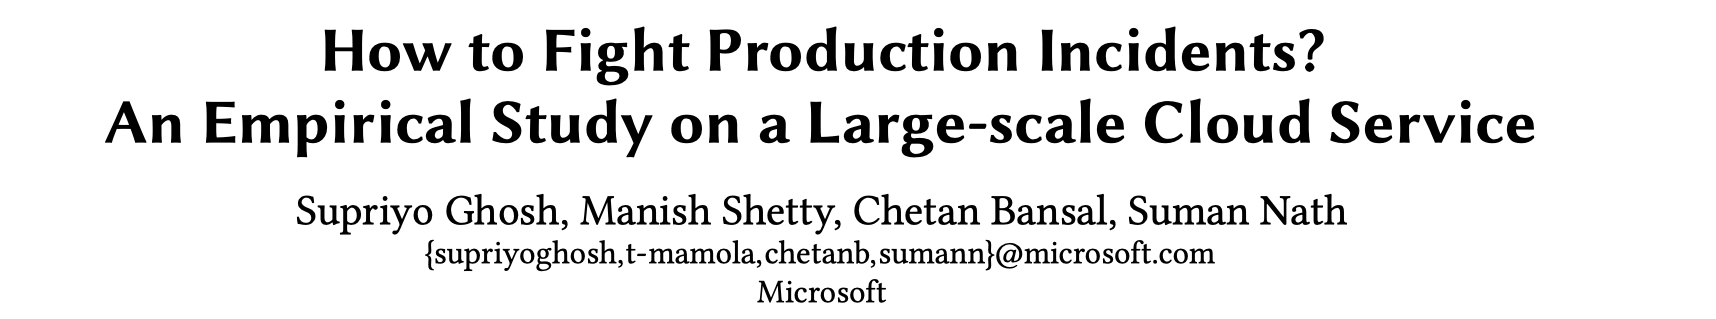 How to Fight Production Incidents?
An Empirical Study on a Large-scale Cloud Service
Supriyo Ghosh, Manish Shetty, Chetan Bansal, Suman Nath
{supriyoghosh,t-mamola,chetanb,sumann}@microsoft.com
Microsoft